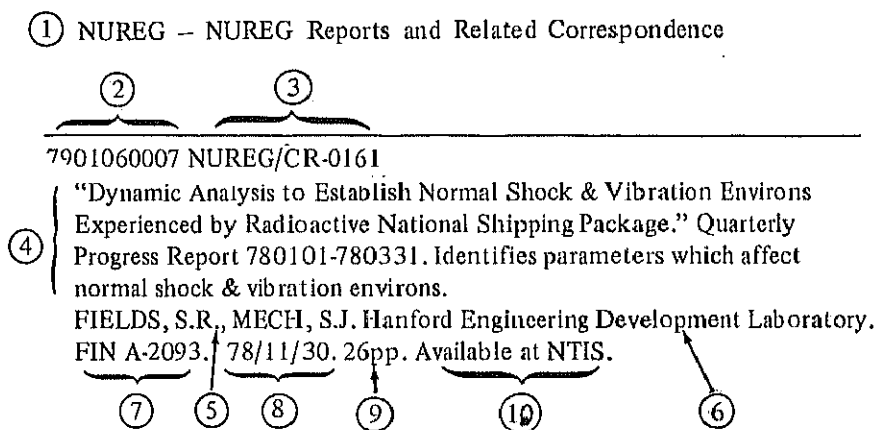 ① NUREG – NUREG Reports and Related Correspondence
② ③
7901060007 NUREG/CR-0161
“Dynamic Analysis to Establish Normal Shock & Vibration Environs
Experienced by Radioactive National Shipping Package.” Quarterly
④ Progress Report 780101-780331. Identifies parameters which affect
normal shock & vibration environs.
FIELDS, S.R., MECH, S.J. Hanford Engineering Development Laboratory.
FIN A-2093. 78/11/30. 26pp. Available at NTIS.
⑦ ⑤ ⑧ ⑨ ⑩ ⑥